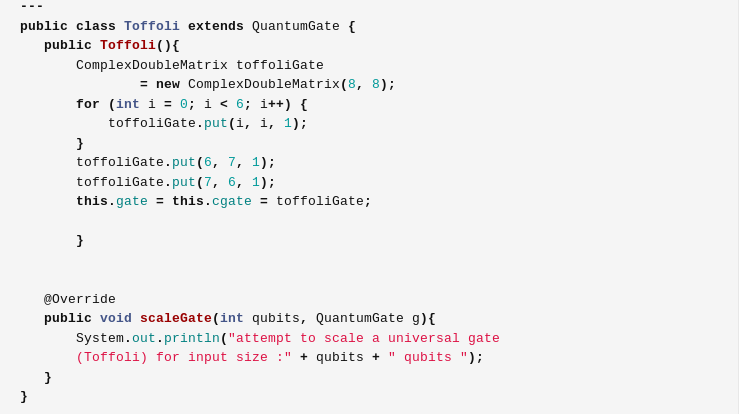 ---
public class Toffoli extends QuantumGate {
   public Toffoli(){
       ComplexDoubleMatrix toffoliGate
               = new ComplexDoubleMatrix(8, 8);
       for (int i = 0; i < 6; i++) {
           toffoliGate.put(i, i, 1);
       }
       toffoliGate.put(6, 7, 1);
       toffoliGate.put(7, 6, 1);
       this.gate = this.cgate = toffoliGate;
       }
   @Override
   public void scaleGate(int qubits, QuantumGate g){
       System.out.println("attempt to scale a universal gate
       (Toffoli) for input size :" + qubits + " qubits ");
   }
}